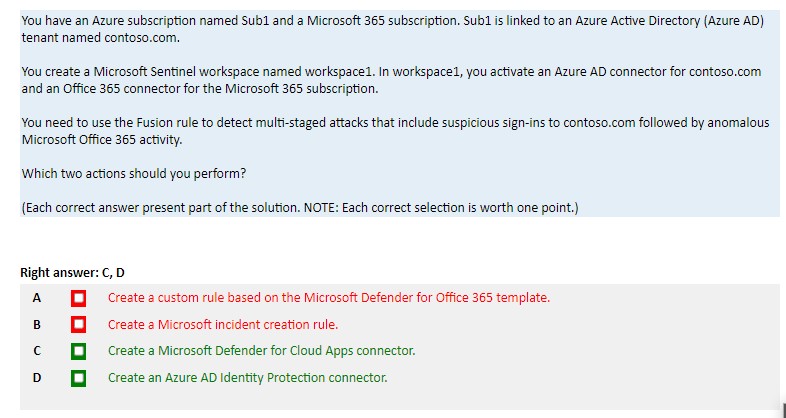 You have an Azure subscription named Sub1 and a Microsoft 365 subscription. Sub1 is linked to an Azure Active Directory (Azure AD)
tenant named contoso.com.
You create a Microsoft Sentinel workspace named workspace1. In workspace1, you activate an Azure AD connector for contoso.com
and an Office 365 connector for the Microsoft 365 subscription.
You need to use the Fusion rule to detect multi-staged attacks that include suspicious sign-ins to contoso.com followed by anomalous
Microsoft Office 365 activity.
Which two actions should you perform?
(Each correct answer present part of the solution. NOTE: Each correct selection is worth one point.)
Right answer: C, D
A Create a custom rule based on the Microsoft Defender for Office 365 template.
B Create a Microsoft incident creation rule.
C Create a Microsoft Defender for Cloud Apps connector.
D Create an Azure AD Identity Protection connector.